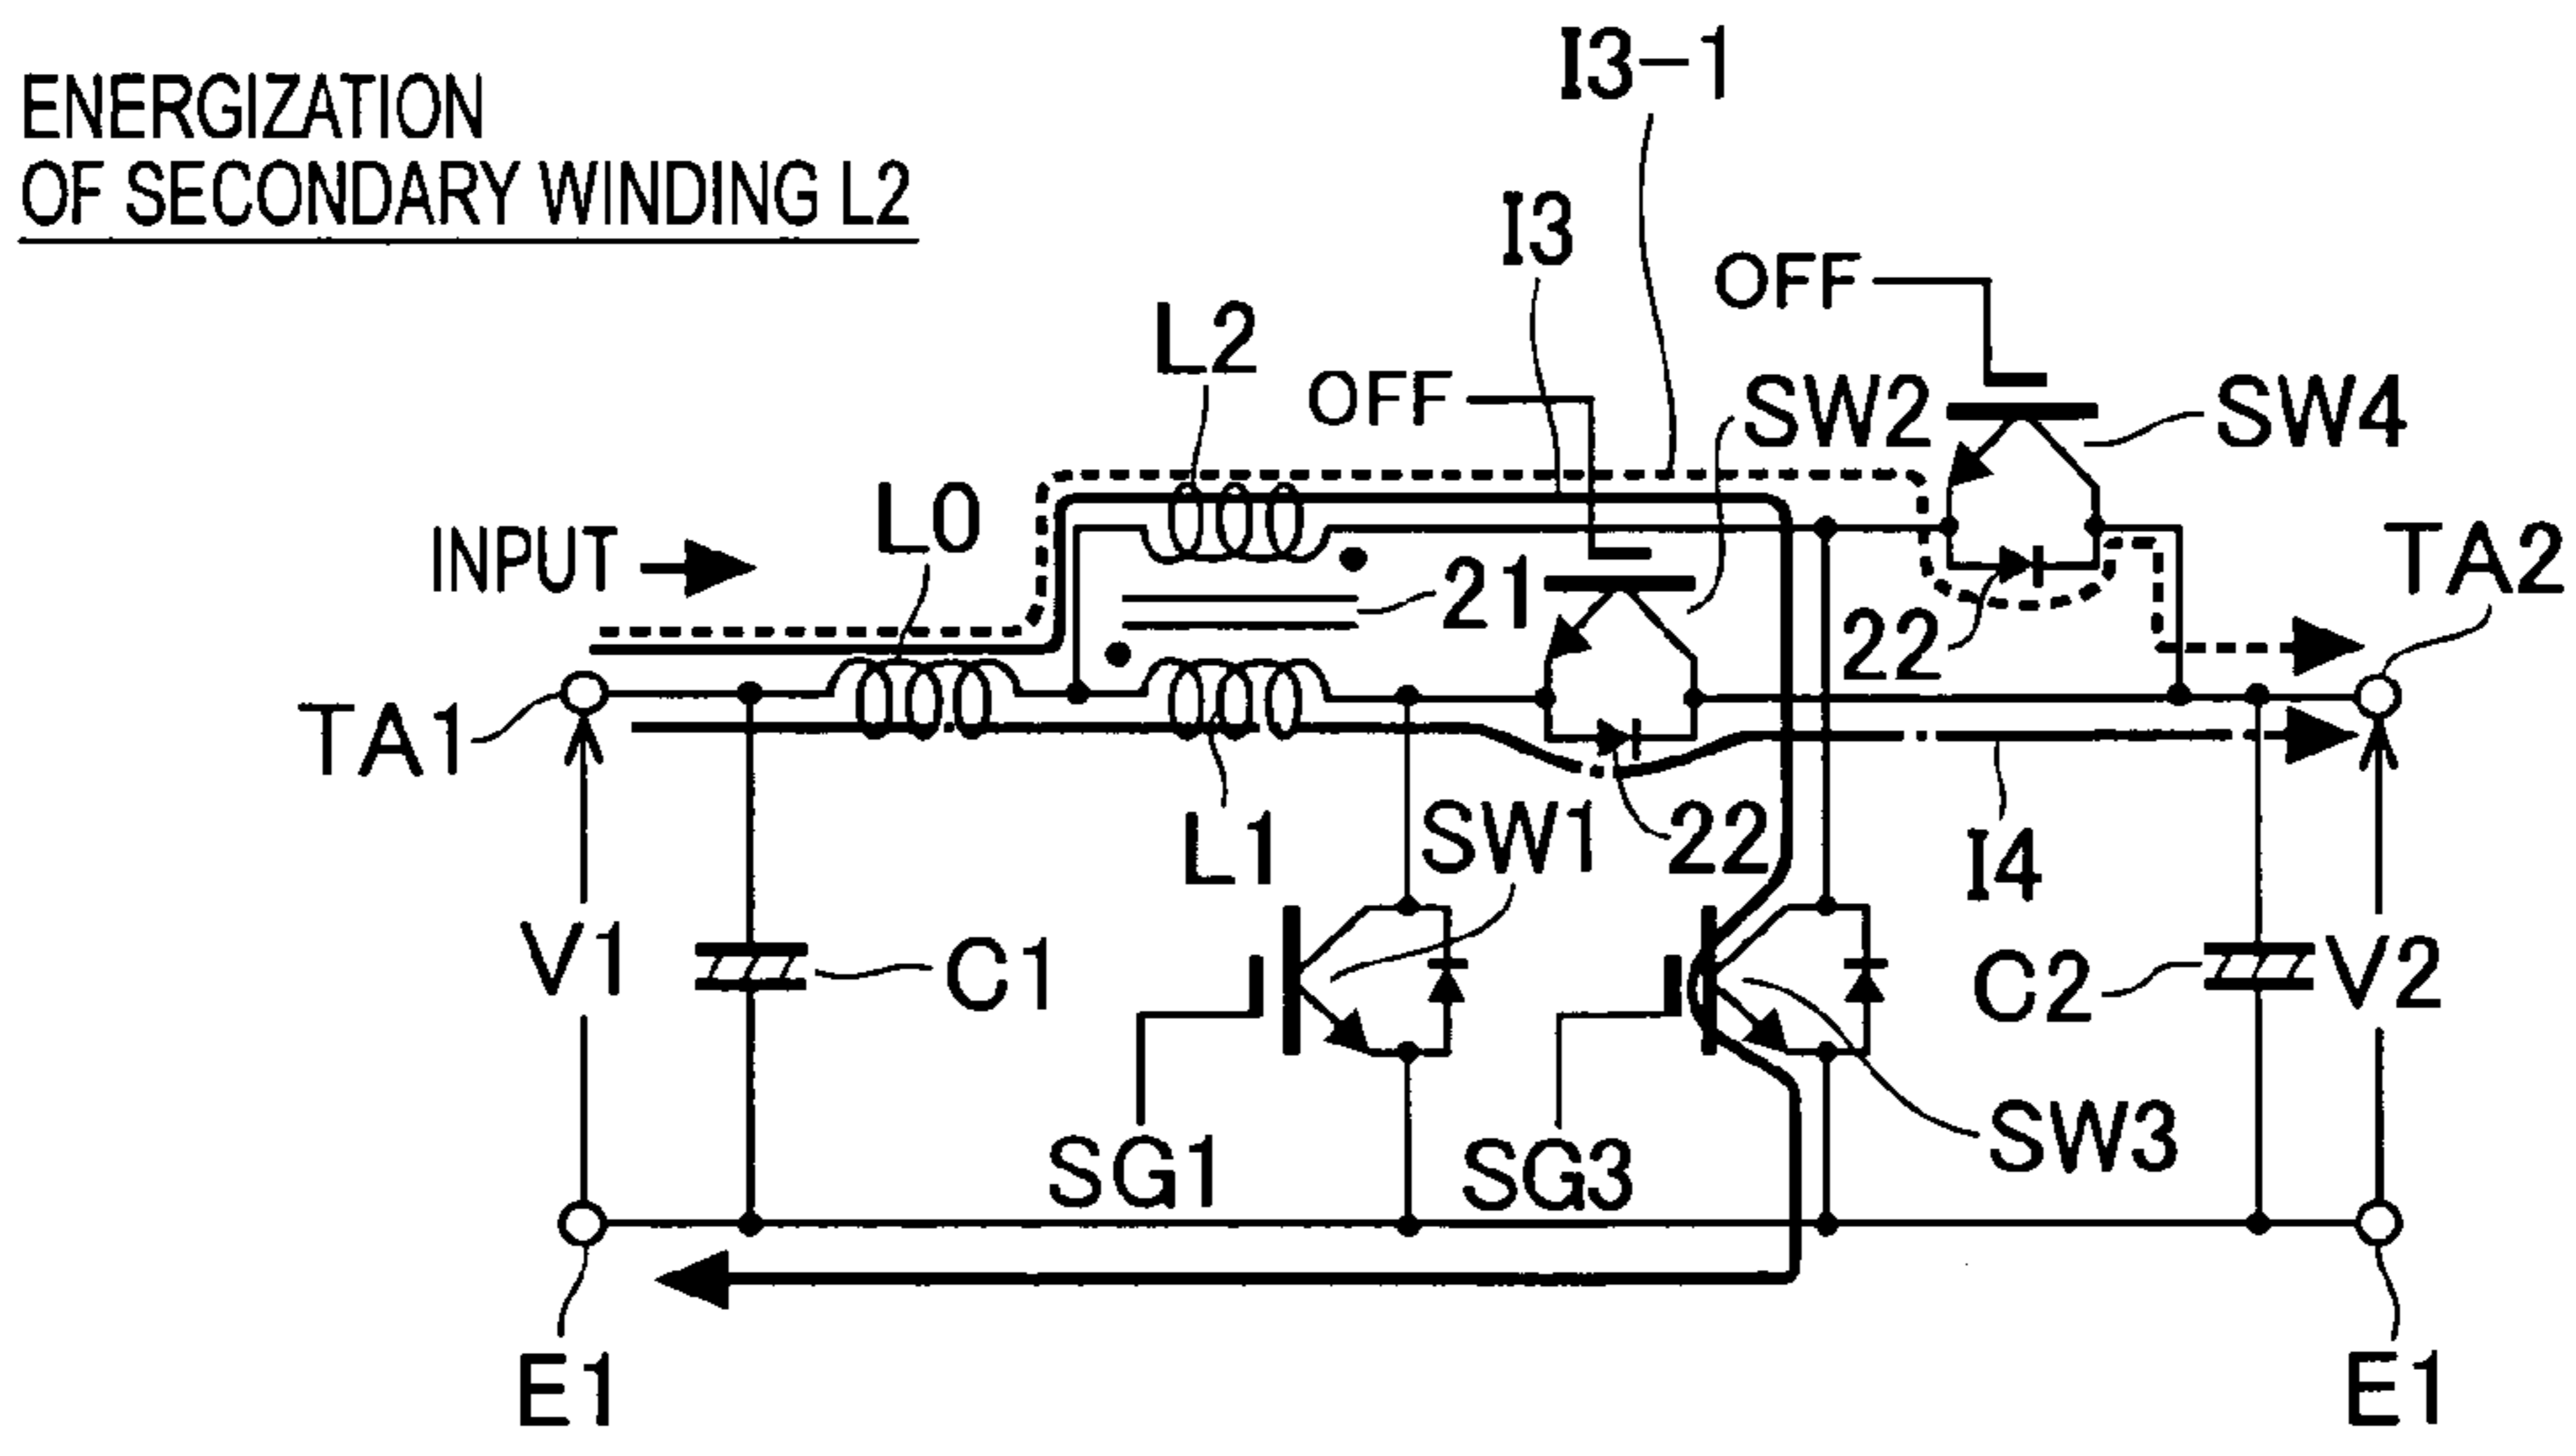 ENERGIZATION
OF SECONDARY WINDING L2
I3-1
I3
OFF
L2
OFF
SW2
SW4
L0
INPUT
TA2
21
22
TA1
L1
SW1
22
I4
V1
C1
C2
V2
SG1
SG3
SW3
E1
E1